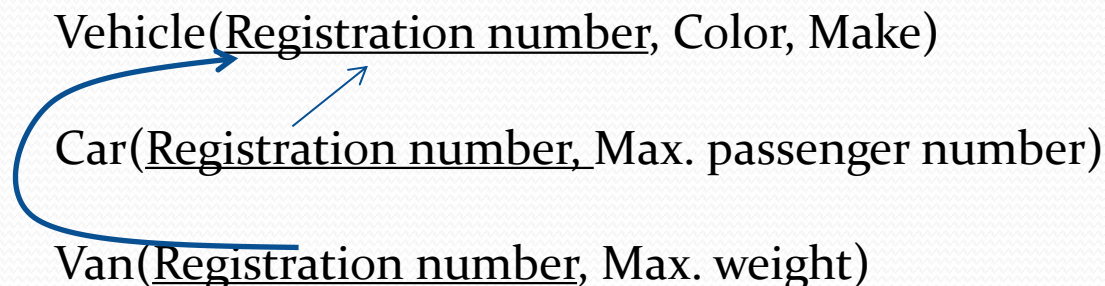 Vehicle(Registration number, Color, Make)
Car(Registration number, Max. passenger number)
Van(Registration number, Max. weight)